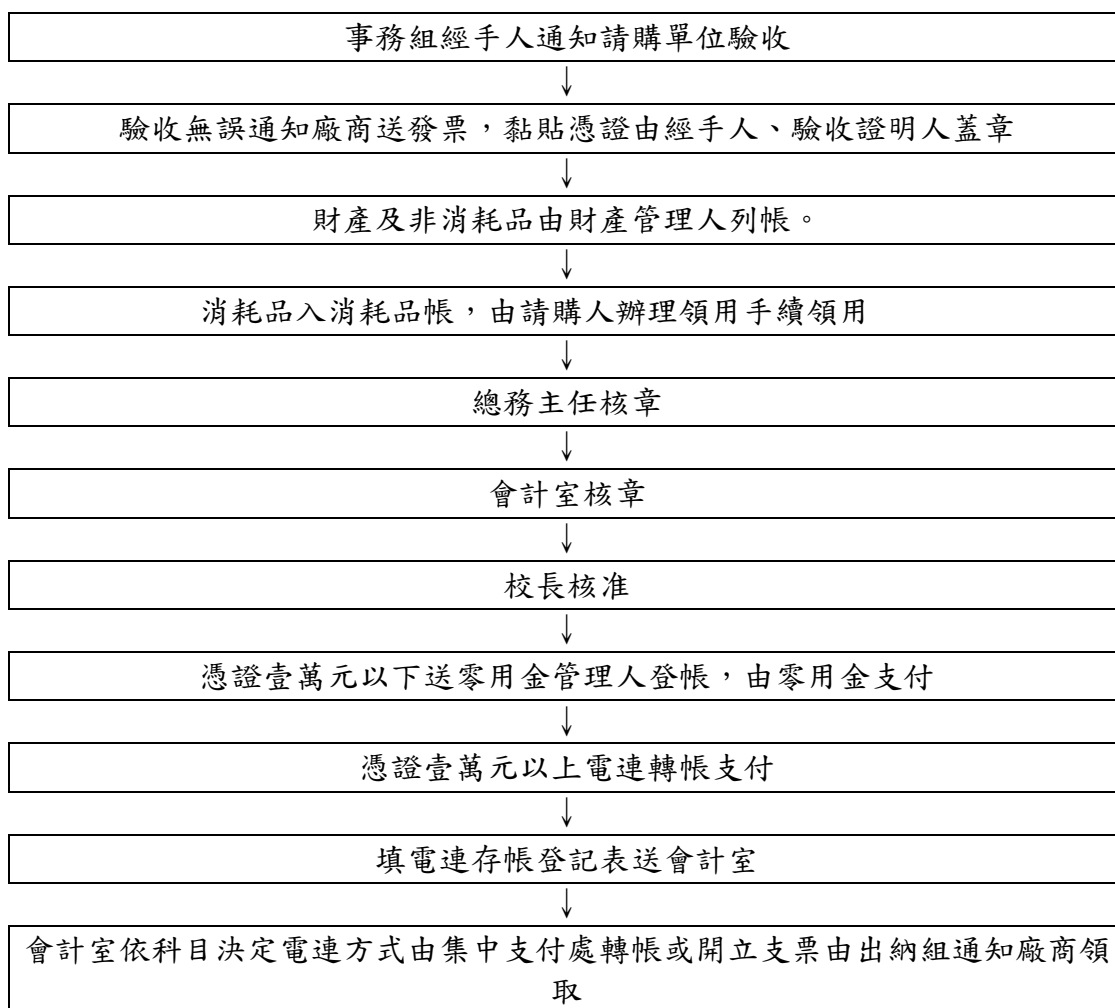 事務組經手人通知請購單位驗收
↓
驗收無誤通知廠商送發票，黏貼憑證由經手人、驗收證明人蓋章
↓
財產及非消耗品由財產管理人列帳。
↓
消耗品入消耗品帳，由請購人辦理領用手續領用
↓
總務主任核章
↓
會計室核章
↓
校長核准
↓
憑證壹萬元以下送零用金管理人登帳，由零用金支付
↓
憑證壹萬元以上電連轉帳支付
↓
填電連存帳登記表送會計室
↓
會計室依科目決定電連方式由集中支付處轉帳或開立支票由出納組通知廠商領
取